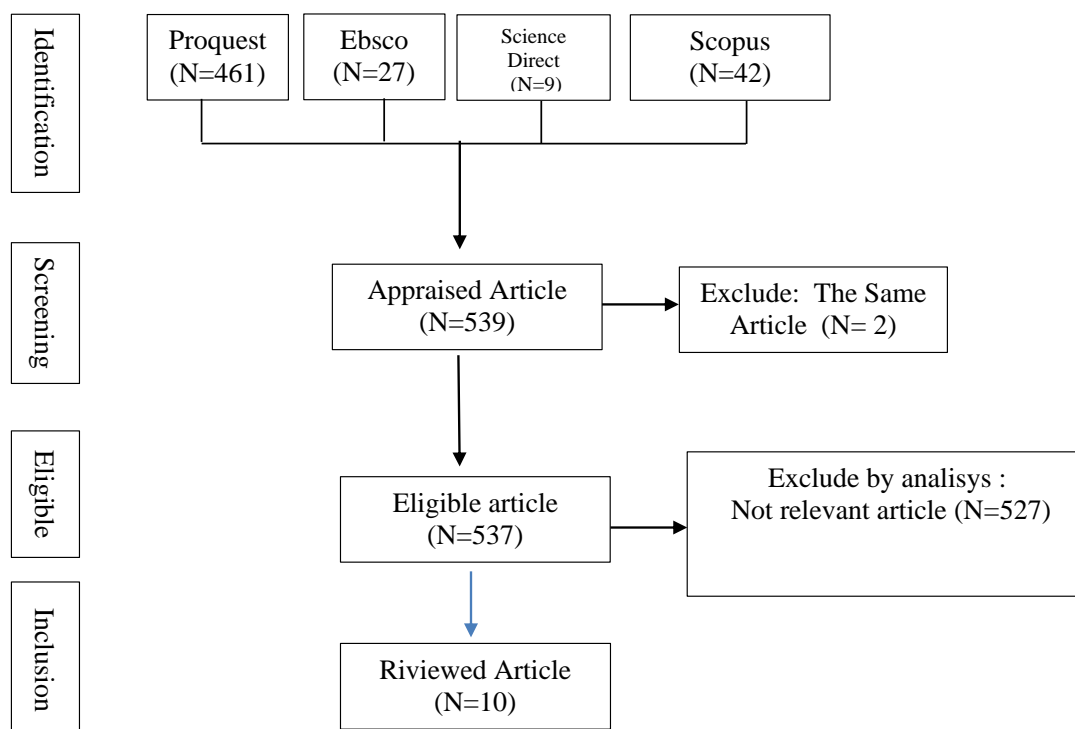 Identification
Proquest
(N=461)
Ebsco
(N=27)
Science
Direct
(N=9)
Scopus
(N=42)
Screening
Appraised Article
(N=539)
Exclude:  The Same
Article  (N= 2)
Eligible
Eligible article
(N=537)
Exclude by analisys :
Not relevant article (N=527)
Inclusion
Riviewed Article
(N=10)